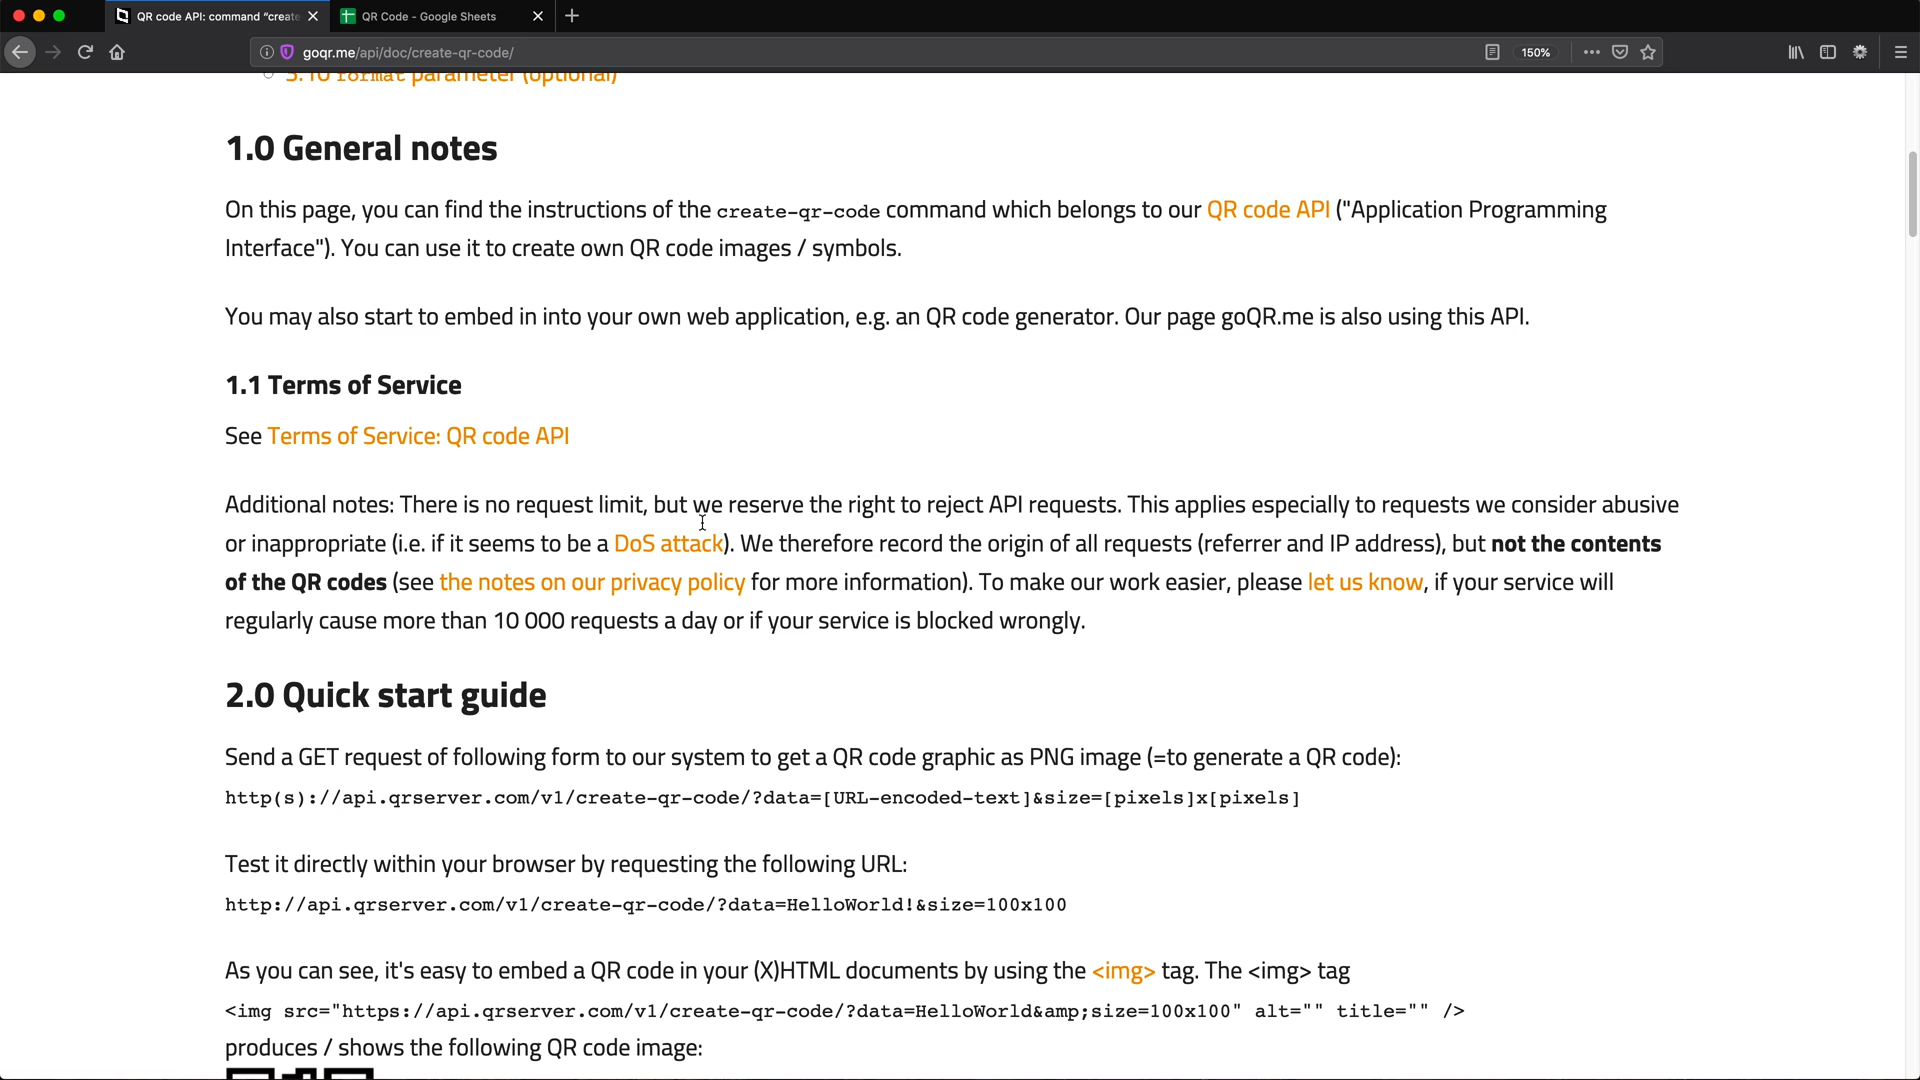 QR code API: command “create
QR Code - Google Sheets
goqr.me/api/doc/create-qr-code/
150%
3.10 format parameter (optional)
1.0 General notes
On this page, you can find the instructions of the create-qr-code command which belongs to our QR code API ("Application Programming
Interface"). You can use it to create own QR code images / symbols.
You may also start to embed in into your own web application, e.g. an QR code generator. Our page goQR.me is also using this API.
1.1 Terms of Service
See Terms of Service: QR code API
Additional notes: There is no request limit, but we reserve the right to reject API requests. This applies especially to requests we consider abusive
or inappropriate (i.e. if it seems to be a DoS attack). We therefore record the origin of all requests (referrer and IP address), but not the contents
of the QR codes (see the notes on our privacy policy for more information). To make our work easier, please let us know, if your service will
regularly cause more than 10 000 requests a day or if your service is blocked wrongly.
2.0 Quick start guide
Send a GET request of following form to our system to get a QR code graphic as PNG image (=to generate a QR code):
http(s)://api.qrserver.com/v1/create-qr-code/?data=[URL-encoded-text]&size=[pixels]x[pixels]
Test it directly within your browser by requesting the following URL:
http://api.qrserver.com/v1/create-qr-code/?data=HelloWorld!&size=100x100
As you can see, it's easy to embed a QR code in your (X)HTML documents by using the <img> tag. The <img> tag
<img src="https://api.qrserver.com/v1/create-qr-code/?data=HelloWorld&amp;size=100x100" alt="" title="" />
produces / shows the following QR code image: